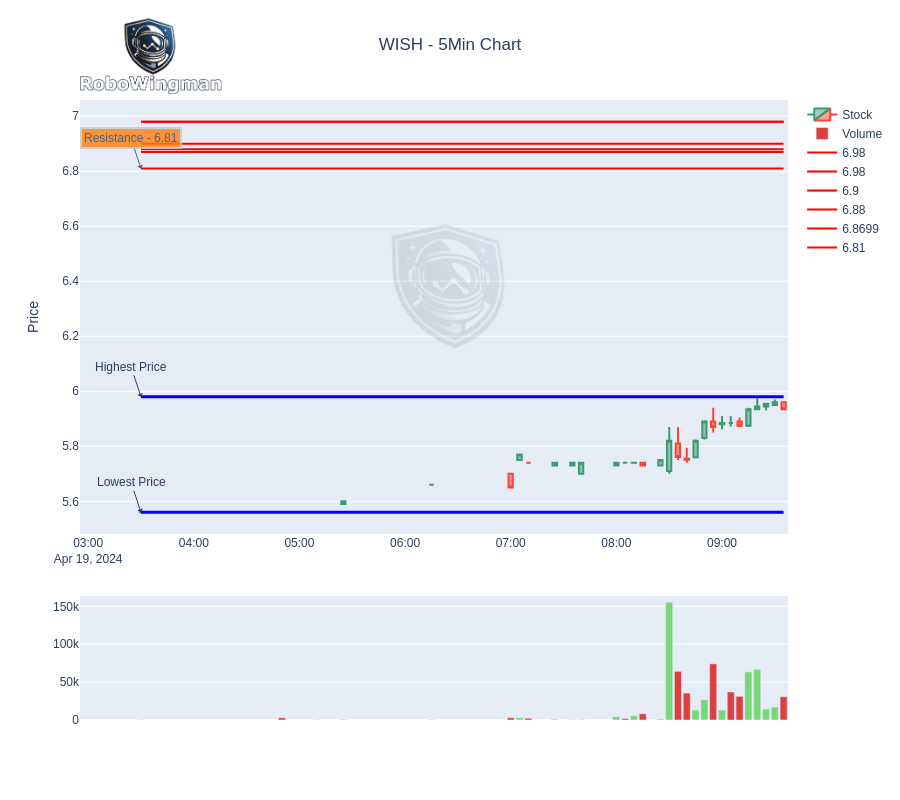 WISH - 5Min Chart
RoboWingman
7
Resistance - 6.81
6.8
6.6
6.4
6.2
Price
Highest Price
6
5.8
Lowest Price
5.6
03:00 04:00 05:00 06:00 07:00 08:00 09:00
Apr 19, 2024
150k
100k
50k
0
Stock
Volume
6.98
6.98
6.9
6.88
6.8699
6.81